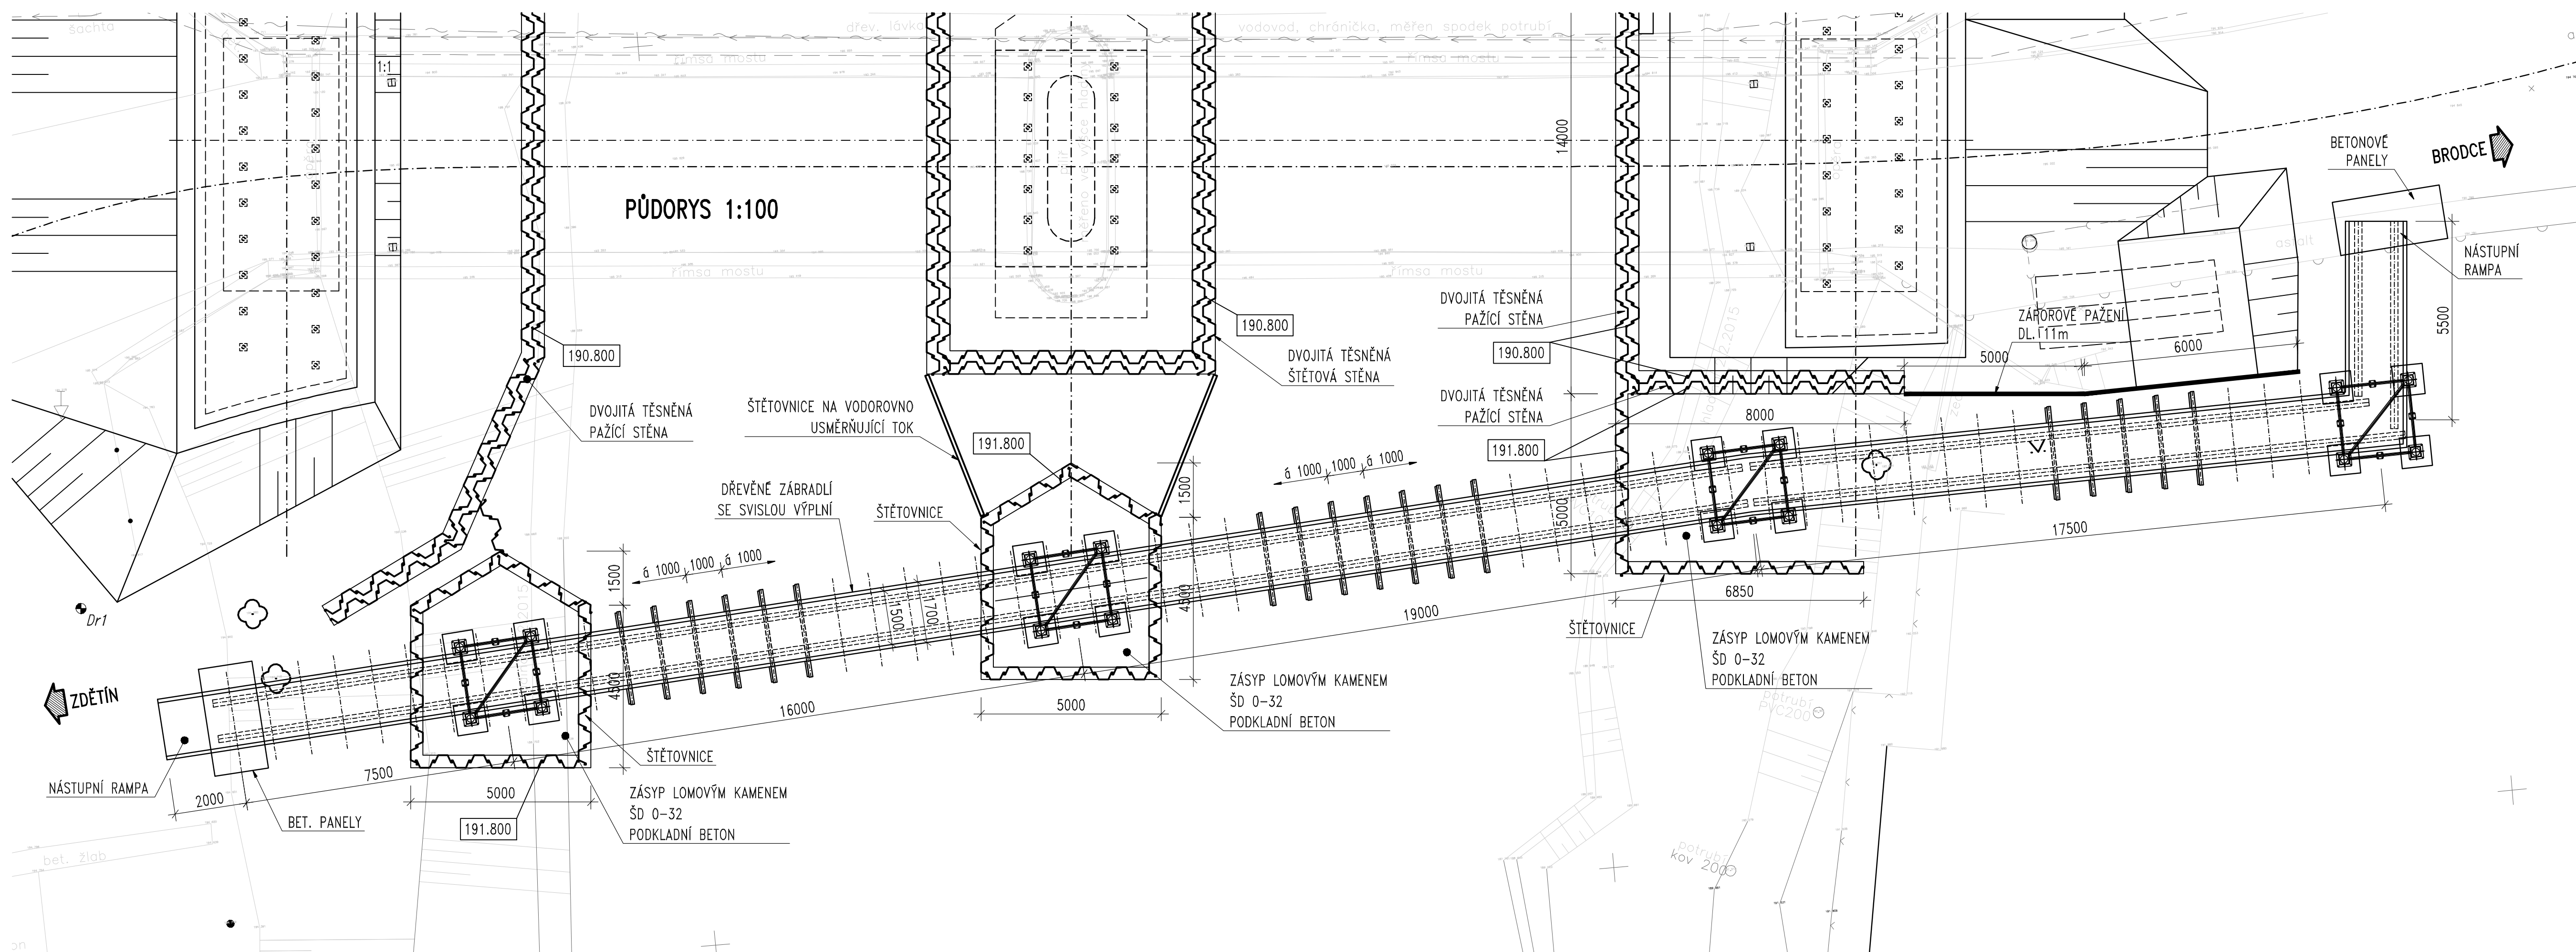 šachta
dřev. lávka
vodovod, chránička, měřen spodek potrubí
římsa mostu
římsa mostu
1:1
14000
BETONOVÉ
PANELY
BRODCE
PŮDORYS 1:100
římsa mostu
římsa mostu
asfalt
NÁSTUPNÍ
RAMPA
5500
190.800
190.800
DVOJITÁ TĚSNĚNÁ
PAŽÍCÍ STĚNA
190.800
ZÁPOROVÉ PAŽENÍ
DL. 11m
5000
6000
DVOJITÁ TĚSNĚNÁ
ŠTĚTOVÁ STĚNA
DVOJITÁ TĚSNĚNÁ
PAŽÍCÍ STĚNA
8000
191.800
DVOJITÁ TĚSNĚNÁ
PAŽÍCÍ STĚNA
ŠTĚTOVNICE NA VODOROVNO
USMĚRŇUJÍCÍ TOK
191.800
1500
á 1000
1000
á 1000
DŘEVĚNÉ ZÁBRADLÍ
SE SVISLOU VÝPLNÍ
ŠTĚTOVNICE
5000
17500
1500
á 1000
1000
á 1000
1500
1700
4500
19000
6850
ŠTĚTOVNICE
Dr1
ZDĚTÍN
4500
16000
5000
ZÁSYP LOMOVÝM KAMENEM
ŠD 0-32
PODKLADNÍ BETON
ZÁSYP LOMOVÝM KAMENEM
ŠD 0-32
PODKLADNÍ BETON
potrubí
PVC200
ŠTĚTOVNICE
NÁSTUPNÍ RAMPA
2000
7500
5000
BET. PANELY
191.800
ZÁSYP LOMOVÝM KAMENEM
ŠD 0-32
PODKLADNÍ BETON
bet. žlab
potrubí
kov 200